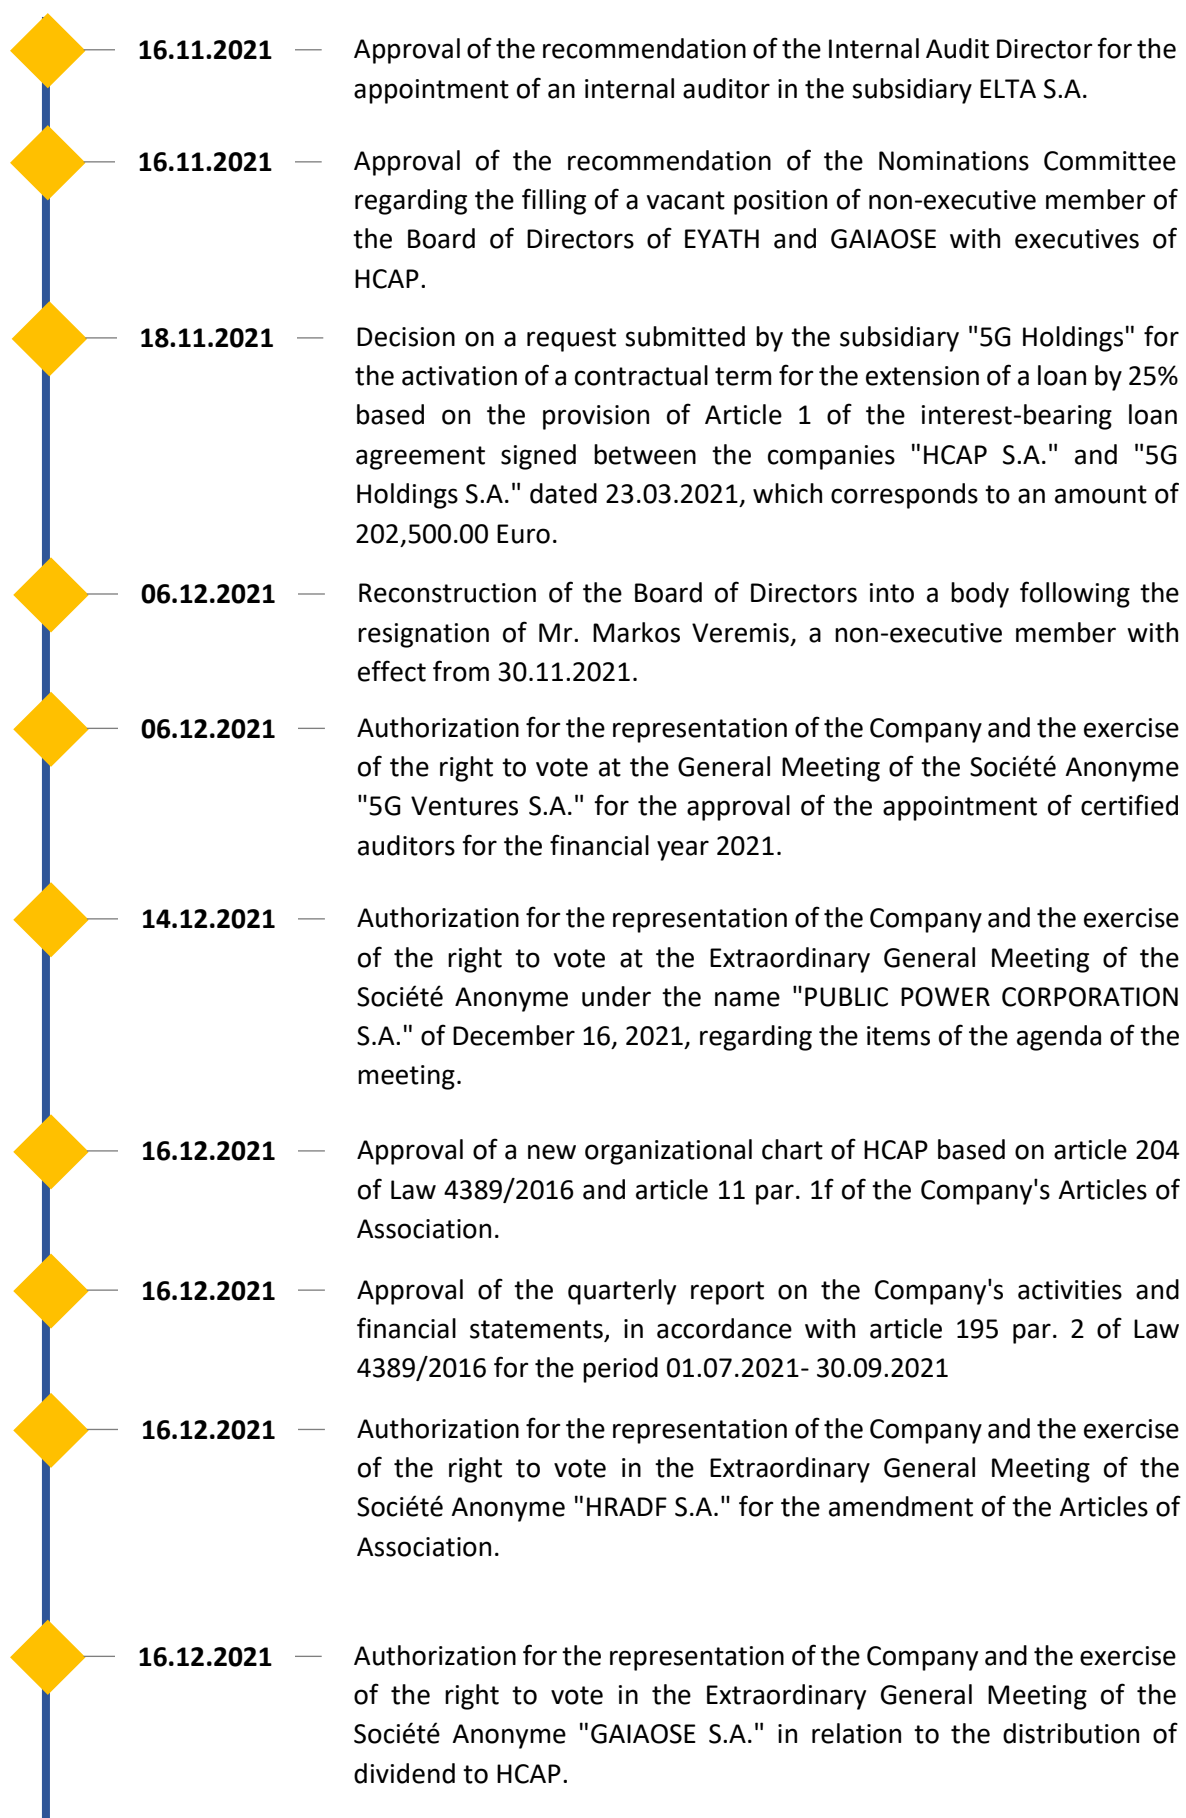 16.11.2021 Approval of the recommendation of the Internal Audit Director for the
appointment of an internal auditor in the subsidiary ELTA S.A.
16.11.2021 Approval of the recommendation of the Nominations Committee
regarding the filling of a vacant position of non-executive member of
the Board of Directors of EYATH and GAIAOSE with executives of
HCAP.
18.11.2021 Decision on a request submitted by the subsidiary "5G Holdings" for
the activation of a contractual term for the extension of a loan by 25%
based on the provision of Article 1 of the interest-bearing loan
agreement signed between the companies "HCAP S.A." and "5G
Holdings S.A." dated 23.03.2021, which corresponds to an amount of
202,500.00 Euro.
06.12.2021 Reconstruction of the Board of Directors into a body following the
resignation of Mr. Markos Veremis, a non-executive member with
effect from 30.11.2021.
06.12.2021 Authorization for the representation of the Company and the exercise
of the right to vote at the General Meeting of the Société Anonyme
"5G Ventures S.A." for the approval of the appointment of certified
auditors for the financial year 2021.
14.12.2021 Authorization for the representation of the Company and the exercise
of the right to vote at the Extraordinary General Meeting of the
Société Anonyme under the name "PUBLIC POWER CORPORATION
S.A." of December 16, 2021, regarding the items of the agenda of the
meeting.
16.12.2021 Approval of a new organizational chart of HCAP based on article 204
of Law 4389/2016 and article 11 par. 1f of the Company's Articles of
Association.
16.12.2021 Approval of the quarterly report on the Company's activities and
financial statements, in accordance with article 195 par. 2 of Law
4389/2016 for the period 01.07.2021- 30.09.2021
16.12.2021 Authorization for the representation of the Company and the exercise
of the right to vote in the Extraordinary General Meeting of the
Société Anonyme "HRADF S.A." for the amendment of the Articles of
Association.
16.12.2021 Authorization for the representation of the Company and the exercise
of the right to vote in the Extraordinary General Meeting of the
Société Anonyme "GAIAOSE S.A." in relation to the distribution of
dividend to HCAP.